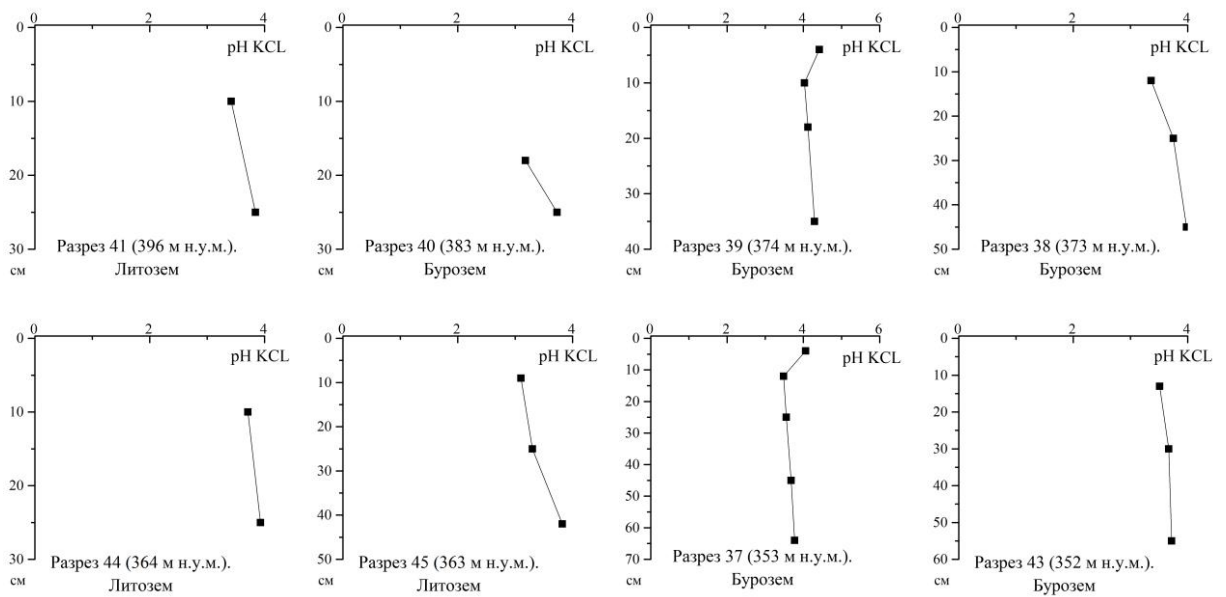 0 2 4
0 2 4
0 2 4 6
0 2 4
0
10
20
30
см
pH KCL
Разрез 41 (396 м н.у.м.).
Литозем
0
10
20
30
см
pH KCL
Разрез 40 (383 м н.у.м.).
Бурозем
0
10
20
30
40
см
pH KCL
Разрез 39 (374 м н.у.м.).
Бурозем
0
10
20
30
40
50
см
pH KCL
Разрез 38 (373 м н.у.м.).
Бурозем
0 2 4
0 2 4
0 2 4 6
0 2 4
0
10
20
30
см
pH KCL
Разрез 44 (364 м н.у.м.).
Литозем
0
10
20
30
40
50
см
pH KCL
Разрез 45 (363 м н.у.м.).
Литозем
0
10
20
30
40
50
60
70
см
pH KCL
Разрез 37 (353 м н.у.м.).
Бурозем
0
10
20
30
40
50
60
см
pH KCL
Разрез 43 (352 м н.у.м.).
Бурозем